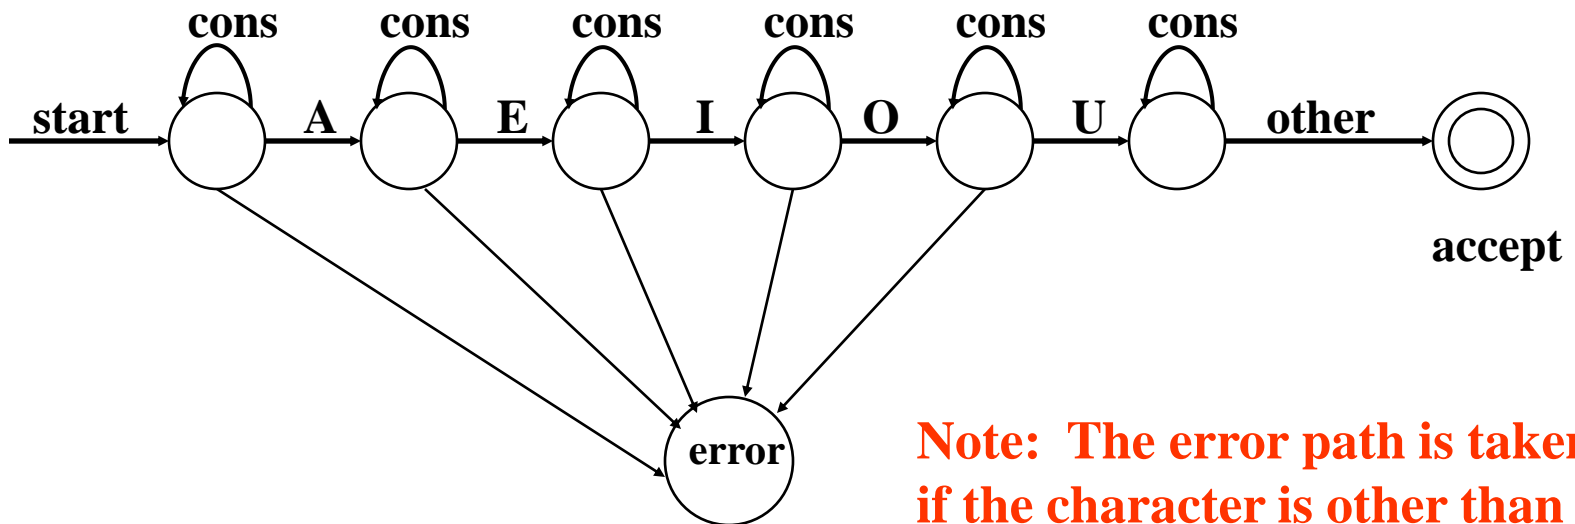 cons cons cons cons cons cons
start A E I O U other
accept
error
Note: The error path is taken
if the character is other than